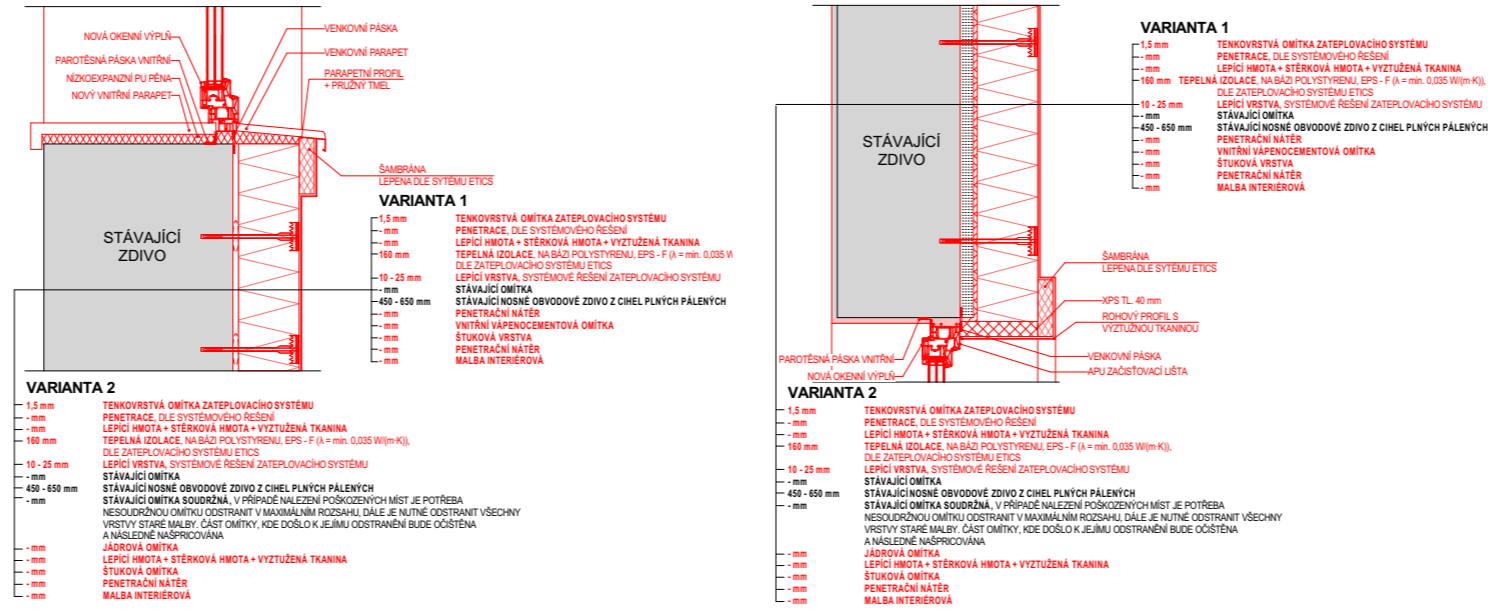 NOVÁ OKENNÍ VÝPLŇ
PAROTĚSNÁ PÁSKA VNITŘNÍ
NÍZKOEXPANZNÍ PU PĚNA
NOVÝ VNITŘNÍ PARAPET
VENKOVNÍ PÁSKA
VENKOVNÍ PARAPET
PARAPETNÍ PROFIL
+ PRUŽNÝ TMEL
ŠAMBRÁNA
LEPENA DLE SYTÉMU ETICS
STÁVAJÍCÍ
ZDIVO
VARIANTA 1
1,5 mm TENKOVRSTVÁ OMÍTKA ZATEPLOVACÍHO SYSTÉMU
- mm PENETRACE, DLE SYSTÉMOVÉHO ŘEŠENÍ
- mm LEPÍCÍ HMOTA + STĚRKOVÁ HMOTA + VYZTUŽENÁ TKANINA
160 mm TEPELNÁ IZOLACE, NA BÁZI POLYSTYRENU, EPS - F (λ = min. 0,035 W/
DLE ZATEPLOVACÍHO SYSTÉMU ETICS
10 - 25 mm LEPÍCÍ VRSTVA, SYSTÉMOVÉ ŘEŠENÍ ZATEPLOVACÍHO SYSTÉMU
- mm STÁVAJÍCÍ OMÍTKA
450 - 650 mm STÁVAJÍCÍ NOSNÉ OBVODOVÉ ZDIVO Z CIHEL PLNÝCH PÁLENÝCH
- mm PENETRAČNÍ NÁTĚR
- mm VNITŘNÍ VÁPENOCEMENTOVÁ OMÍTKA
- mm ŠTUKOVÁ VRSTVA
- mm PENETRAČNÍ NÁTĚR
- mm MALBA INTERIÉROVÁ
VARIANTA 2
1,5 mm TENKOVRSTVÁ OMÍTKA ZATEPLOVACÍHO SYSTÉMU
- mm PENETRACE, DLE SYSTÉMOVÉHO ŘEŠENÍ
- mm LEPÍCÍ HMOTA + STĚRKOVÁ HMOTA + VYZTUŽENÁ TKANINA
160 mm TEPELNÁ IZOLACE, NA BÁZI POLYSTYRENU, EPS - F (λ = min. 0,035 W/(m·K)),
DLE ZATEPLOVACÍHO SYSTÉMU ETICS
10 - 25 mm LEPÍCÍ VRSTVA, SYSTÉMOVÉ ŘEŠENÍ ZATEPLOVACÍHO SYSTÉMU
- mm STÁVAJÍCÍ OMÍTKA
450 - 650 mm STÁVAJÍCÍ NOSNÉ OBVODOVÉ ZDIVO Z CIHEL PLNÝCH PÁLENÝCH
- mm STÁVAJÍCÍ OMÍTKA SOUDRŽNÁ, V PŘÍPADĚ NALEZENÍ POŠKOZENÝCH MÍST JE POTŘEBA
NESOUDRŽNOU OMÍTKU ODSTRANIT V MAXIMÁLNÍM ROZSAHU, DÁLE JE NUTNÉ ODSTRANIT VŠECHNY
VRSTVY STARÉ MALBY. ČÁST OMÍTKY, KDE DOŠLO K JEJÍMU ODSTRANĚNÍ BUDE OČIŠTĚNA
A NÁSLEDNĚ NAŠPRICOVÁNA
- mm JÁDROVÁ OMÍTKA
- mm LEPÍCÍ HMOTA + STĚRKOVÁ HMOTA + VYZTUŽENÁ TKANINA
- mm ŠTUKOVÁ OMÍTKA
- mm PENETRAČNÍ NÁTĚR
- mm MALBA INTERIÉROVÁ
VARIANTA 1
1,5 mm TENKOVRSTVÁ OMÍTKA ZATEPLOVACÍHO SYSTÉMU
- mm PENETRACE, DLE SYSTÉMOVÉHO ŘEŠENÍ
- mm LEPÍCÍ HMOTA + STĚRKOVÁ HMOTA + VYZTUŽENÁ TKANINA
160 mm TEPELNÁ IZOLACE, NA BÁZI POLYSTYRENU, EPS - F (λ = min. 0,035 W/(m·K)),
DLE ZATEPLOVACÍHO SYSTÉMU ETICS
10 - 25 mm LEPÍCÍ VRSTVA, SYSTÉMOVÉ ŘEŠENÍ ZATEPLOVACÍHO SYSTÉMU
- mm STÁVAJÍCÍ OMÍTKA
450 - 650 mm STÁVAJÍCÍ NOSNÉ OBVODOVÉ ZDIVO Z CIHEL PLNÝCH PÁLENÝCH
- mm PENETRAČNÍ NÁTĚR
- mm VNITŘNÍ VÁPENOCEMENTOVÁ OMÍTKA
- mm ŠTUKOVÁ VRSTVA
- mm PENETRAČNÍ NÁTĚR
- mm MALBA INTERIÉROVÁ
STÁVAJÍCÍ
ZDIVO
ŠAMBRÁNA
LEPENA DLE SYTÉMU ETICS
XPS TL. 40 mm
ROHOVÝ PROFIL S
VÝZTUŽNOU TKANINOU
PAROTĚSNÁ PÁSKA VNITŘNÍ
NOVÁ OKENNÍ VÝPLŇ
VENKOVNÍ PÁSKA
APU ZAČISŤOVACÍ LIŠTA
VARIANTA 2
1,5 mm TENKOVRSTVÁ OMÍTKA ZATEPLOVACÍHO SYSTÉMU
- mm PENETRACE, DLE SYSTÉMOVÉHO ŘEŠENÍ
- mm LEPÍCÍ HMOTA + STĚRKOVÁ HMOTA + VYZTUŽENÁ TKANINA
160 mm TEPELNÁ IZOLACE, NA BÁZI POLYSTYRENU, EPS - F (λ = min. 0,035 W/(m·K)),
DLE ZATEPLOVACÍHO SYSTÉMU ETICS
10 - 25 mm LEPÍCÍ VRSTVA, SYSTÉMOVÉ ŘEŠENÍ ZATEPLOVACÍHO SYSTÉMU
- mm STÁVAJÍCÍ OMÍTKA
450 - 650 mm STÁVAJÍCÍ NOSNÉ OBVODOVÉ ZDIVO Z CIHEL PLNÝCH PÁLENÝCH
- mm STÁVAJÍCÍ OMÍTKA SOUDRŽNÁ, V PŘÍPADĚ NALEZENÍ POŠKOZENÝCH MÍST JE POTŘEBA
NESOUDRŽNOU OMÍTKU ODSTRANIT V MAXIMÁLNÍM ROZSAHU, DÁLE JE NUTNÉ ODSTRANIT VŠECHNY
VRSTVY STARÉ MALBY. ČÁST OMÍTKY, KDE DOŠLO K JEJÍMU ODSTRANĚNÍ BUDE OČIŠTĚNA
A NÁSLEDNĚ NAŠPRICOVÁNA
- mm JÁDROVÁ OMÍTKA
- mm LEPÍCÍ HMOTA + STĚRKOVÁ HMOTA + VYZTUŽENÁ TKANINA
- mm ŠTUKOVÁ OMÍTKA
- mm PENETRAČNÍ NÁTĚR
- mm MALBA INTERIÉROVÁ